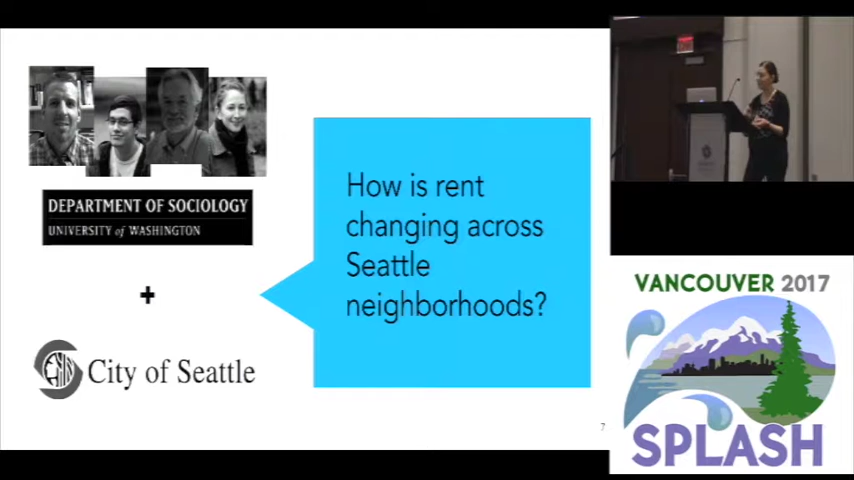 DEPARTMENT OF SOCIOLOGY
UNIVERSITY of WASHINGTON
+
City of Seattle
How is rent
changing across
Seattle
neighborhoods?
7
VANCOUVER 2017
SPLASH